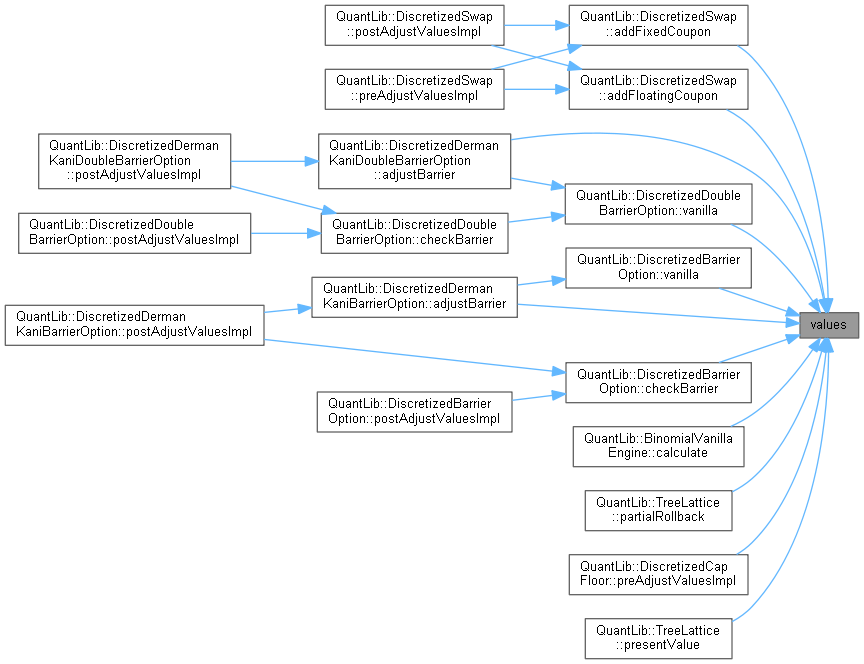 QuantLib::DiscretizedSwap
::postAdjustValuesImpl
QuantLib::DiscretizedSwap
::addFixedCoupon
QuantLib::DiscretizedSwap
::preAdjustValuesImpl
QuantLib::DiscretizedSwap
::addFloatingCoupon
QuantLib::DiscretizedDerman
KaniDoubleBarrierOption
::postAdjustValuesImpl
QuantLib::DiscretizedDerman
KaniDoubleBarrierOption
::adjustBarrier
QuantLib::DiscretizedDouble
BarrierOption::vanilla
QuantLib::DiscretizedDouble
BarrierOption::postAdjustValuesImpl
QuantLib::DiscretizedDouble
BarrierOption::checkBarrier
QuantLib::DiscretizedBarrier
Option::vanilla
QuantLib::DiscretizedDerman
KaniBarrierOption::adjustBarrier
QuantLib::DiscretizedDerman
KaniBarrierOption::postAdjustValuesImpl
values
QuantLib::DiscretizedBarrier
Option::checkBarrier
QuantLib::DiscretizedBarrier
Option::postAdjustValuesImpl
QuantLib::BinomialVanilla
Engine::calculate
QuantLib::TreeLattice
::partialRollback
QuantLib::DiscretizedCap
Floor::preAdjustValuesImpl
QuantLib::TreeLattice
::presentValue